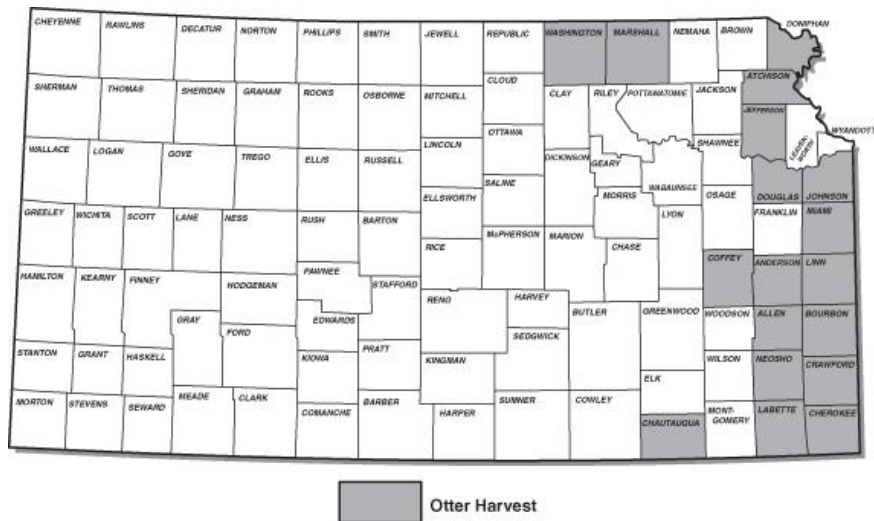 CHEYENNE
RAWLINS
DECATUR
NORTON
PHILLIPS
SMITH
JEWELL
REPUBLIC
WASHINGTON
MARSHALL
NEMAHA
BROWN
DONIPHAN
ATCHISON
SHERMAN
THOMAS
SHERIDAN
GRAHAM
ROOKS
OSBORNE
MITCHELL
CLOUD
CLAY
RILEY
POTTAWATOMIE
JACKSON
JEFFERSON
LEAVEN-
WORTH
WYANDOTT
WALLACE
LOGAN
GOVE
TREGO
ELLIS
RUSSELL
LINCOLN
OTTAWA
DICKINSON
GEARY
WABAUNSEE
SHAWNEE
DOUGLAS
JOHNSON
GREELEY
WICHITA
SCOTT
LANE
NESS
RUSH
BARTON
ELLSWORTH
SALINE
MORRIS
LYON
OSAGE
FRANKLIN
MIAMI
HAMILTON
KEARNY
FINNEY
HODGEMAN
PAWNEE
STAFFORD
RICE
McPHERSON
MARION
CHASE
COFFEY
ANDERSON
LINN
GRAY
FORD
EDWARDS
RENO
HARVEY
SEDGWICK
BUTLER
GREENWOOD
WOODSON
ALLEN
BOURBON
STANTON
GRANT
HASKELL
KIOWA
PRATT
KINGMAN
ELK
WILSON
NEOSHO
CRAWFORD
MORTON
STEVENS
SEWARD
MEADE
CLARK
COMANCHE
BARBER
HARPER
SUMNER
COWLEY
CHAUTAUQUA
MONT-
GOMERY
LABETTE
CHEROKEE
Otter Harvest